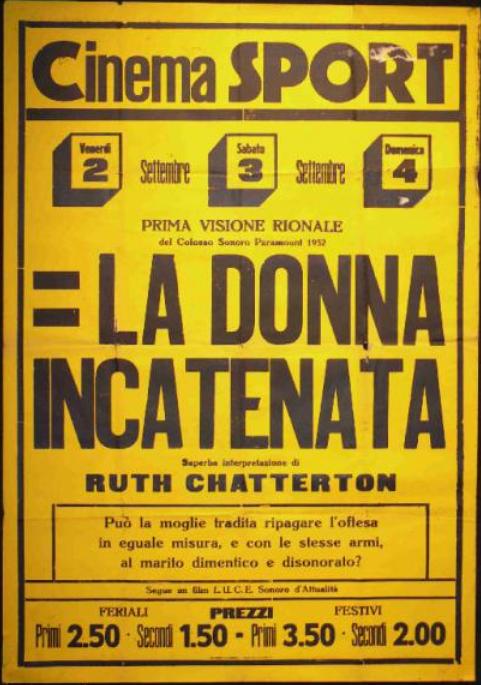 Cinema SPORT
Venerdì 2 Settembre Sabato 3 Settembre Domenica 4
PRIMA VISIONE RIONALE
del Colosso Sonoro Paramount 1932
= LA DONNA
INCATENATA
Superba interpretazione di
RUTH CHATTERTON
Può la moglie tradita ripagare l'offesa
in eguale misura, e con le stesse armi,
al marito dimentico e disonorato?
Segue un film L.U.C.E. Sonoro d'Attualità
FERIALI PREZZI FESTIVI
Primi 2.50 · Secondi 1.50 - Primi 3.50 · Secondi 2.00